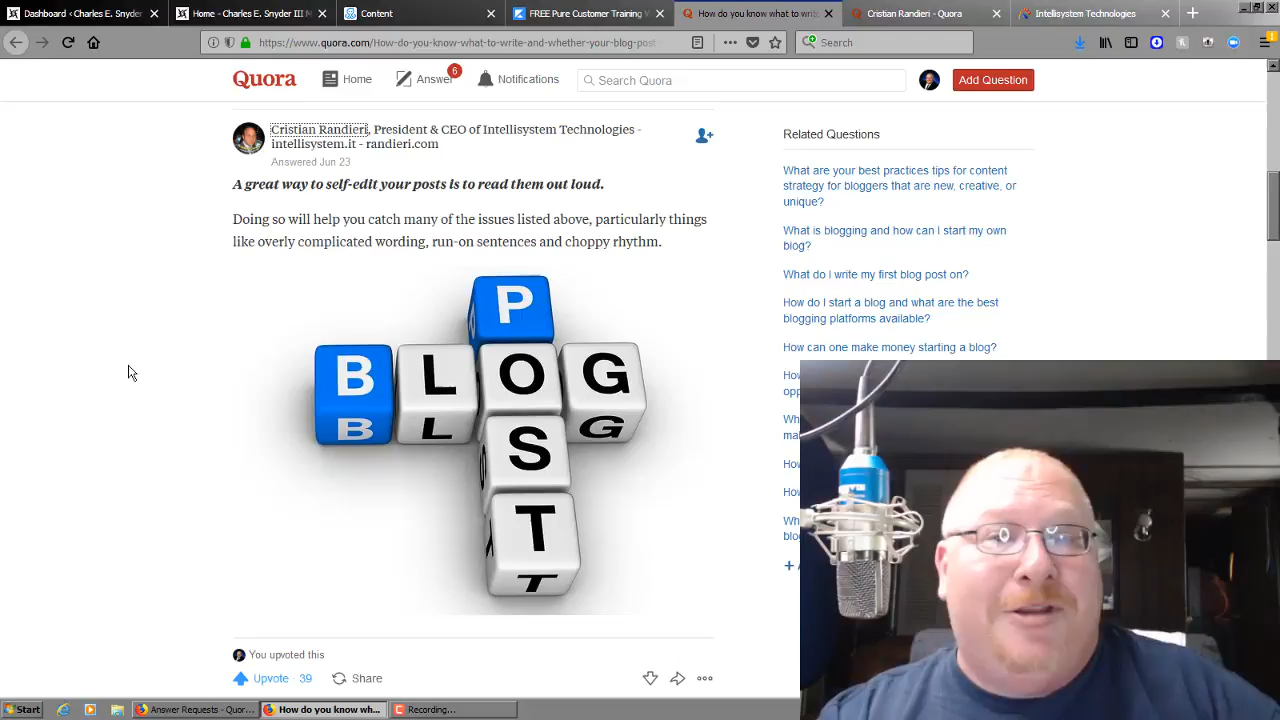 Dashboard ‹ Charles E. Snyder
Home - Charles E. Snyder III M
Content
FREE Pure Customer Training
How do you know what to write
Cristian Randieri - Quora
Intellisystem Technologies
https://www.quora.com/How-do-you-know-what-to-write-and-whether-your-blog-post
Search
Quora
Home
Answer
6
Notifications
Search Quora
Add Question
Cristian Randieri, President & CEO of Intellisystem Technologies -
intellisystem.it - randieri.com
Answered Jun 23
A great way to self-edit your posts is to read them out loud.
Doing so will help you catch many of the issues listed above, particularly things
like overly complicated wording, run-on sentences and choppy rhythm.
P
BLOG
S
T
You upvoted this
Upvote · 39
Share
Related Questions
What are your best practices tips for content
strategy for bloggers that are new, creative, or
unique?
What is blogging and how can I start my own
blog?
What do I write my first blog post on?
How do I start a blog and what are the best
blogging platforms available?
How can one make money starting a blog?
Start
Answer Requests - Quor...
How do you know wh...
Recording...